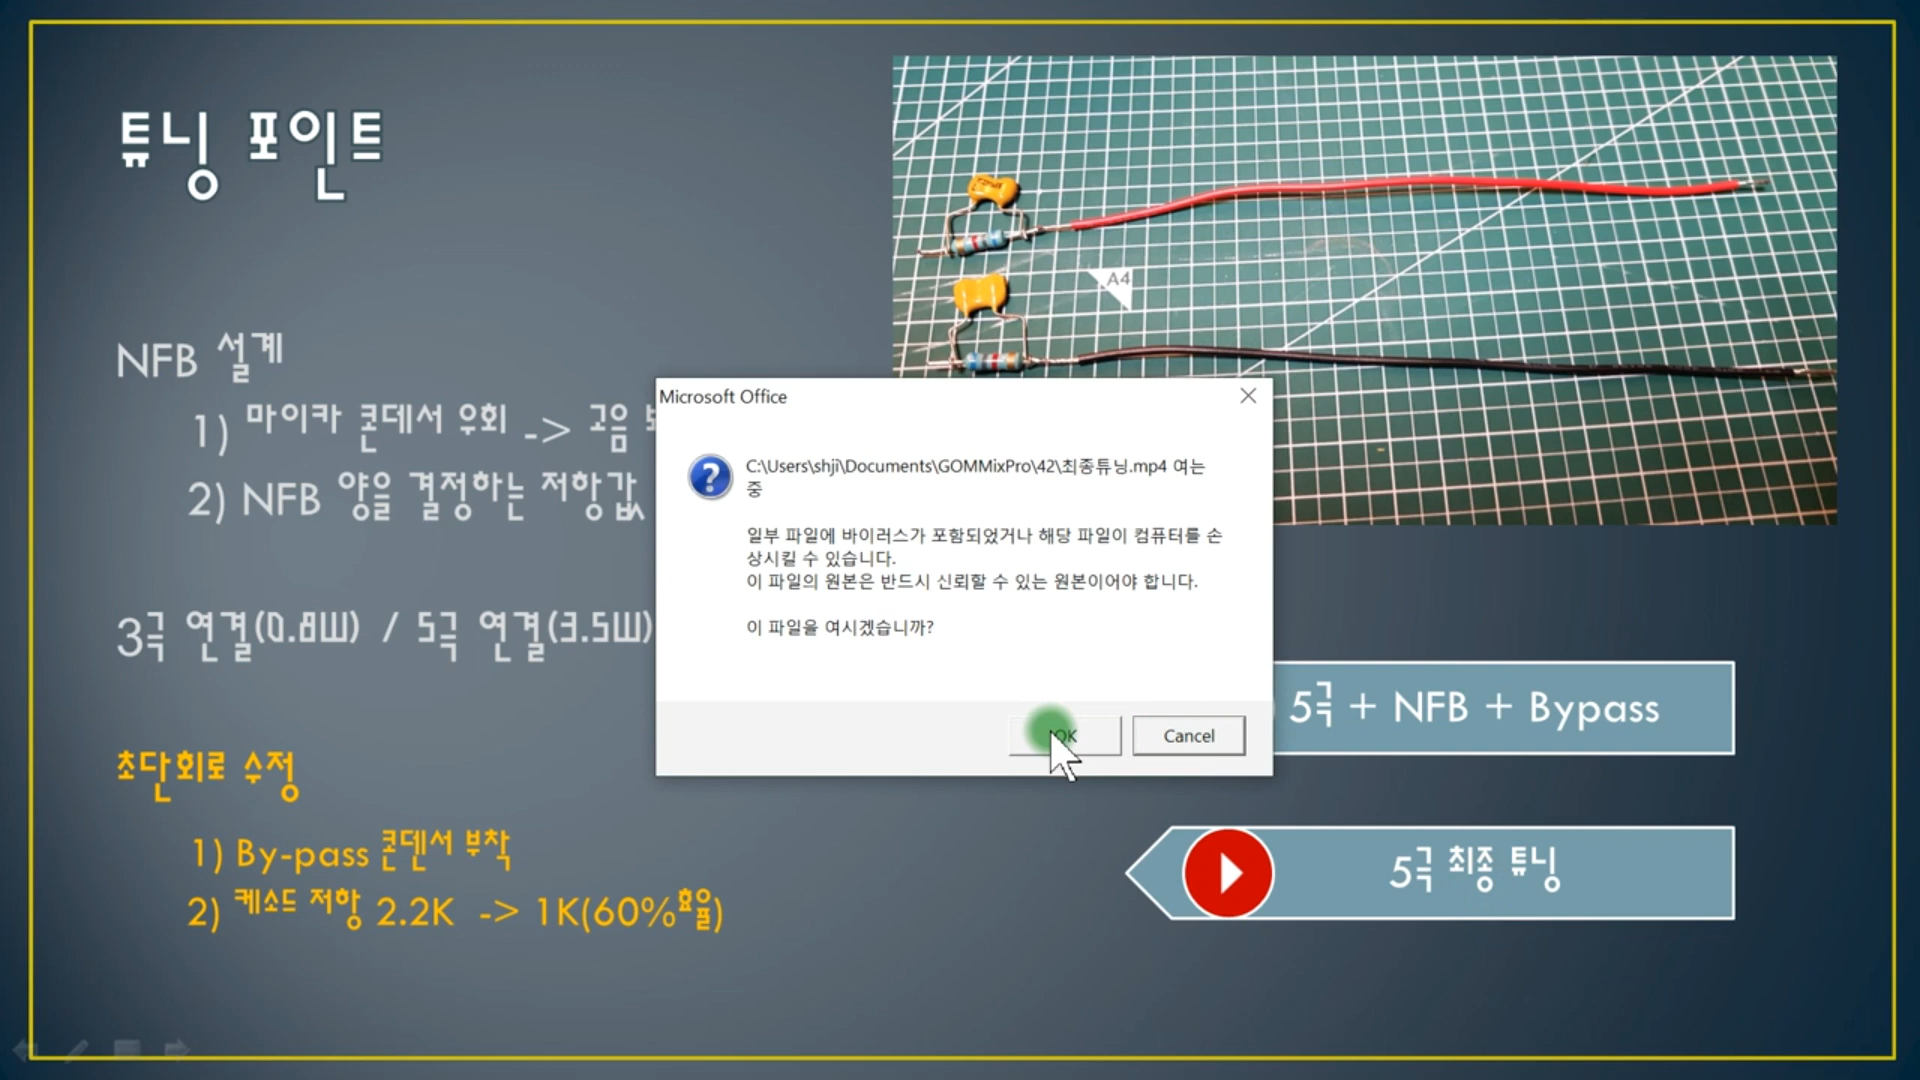 튜닝 포인트
A4
NFB 설계
1) 마이카 콘데서 우회 -> 고음
2) NFB 양을 결정하는 저항값
3극 연결(0.8W) / 5극 연결(3.5W)
초단회로 수정
1) By-pass 콘덴서 부착
2) 케소드 저항 2.2K -> 1K(60%효율)
Microsoft Office
C:\Users\shji\Documents\GOMMixPro\42\최종튜닝.mp4 여는
중
일부 파일에 바이러스가 포함되었거나 해당 파일이 컴퓨터를 손
상시킬 수 있습니다.
이 파일의 원본은 반드시 신뢰할 수 있는 원본이어야 합니다.
이 파일을 여시겠습니까?
OK
Cancel
5극 + NFB + Bypass
5극 최종 튜닝